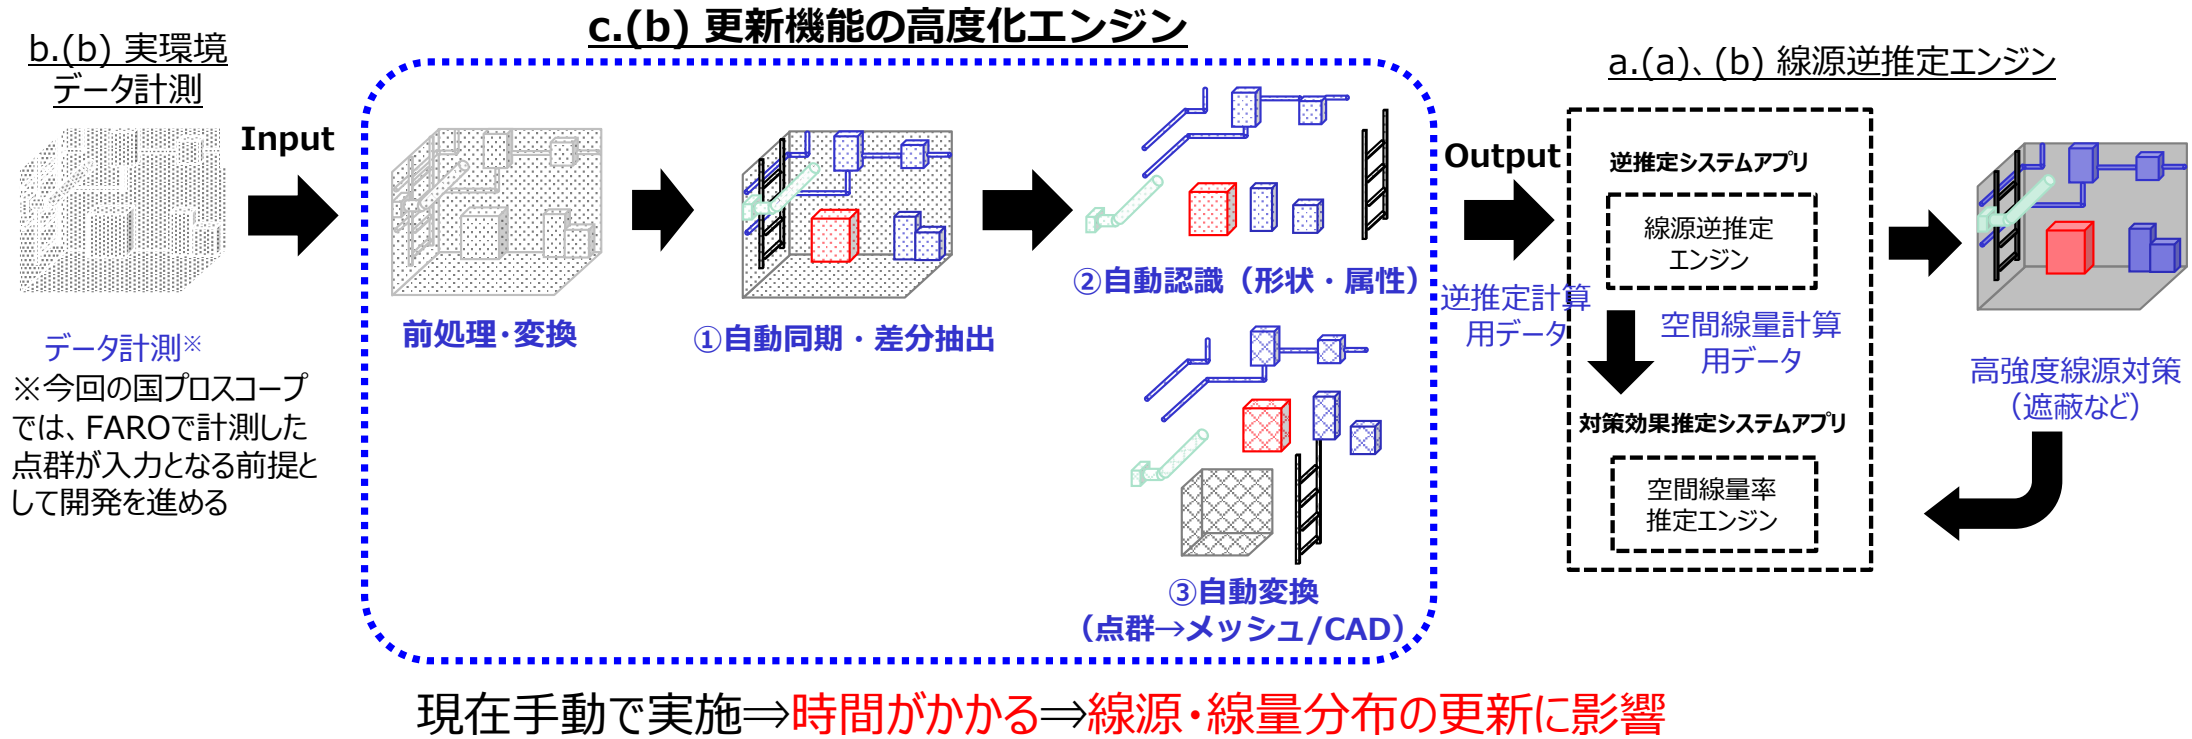 c.(b) 更新機能の高度化エンジン
b.(b) 実環境
データ計測
Input
データ計測※
※今回の国プロスコープ
では、FAROで計測した
点群が入力となる前提と
して開発を進める
前処理・変換
①自動同期・差分抽出
②自動認識（形状・属性）
③自動変換
（点群→メッシュ/CAD）
Output
逆推定計算
用データ
a.(a)、(b) 線源逆推定エンジン
逆推定システムアプリ
線源逆推定
エンジン
空間線量計算
用データ
対策効果推定システムアプリ
空間線量率
推定エンジン
高強度線源対策
（遮蔽など）
現在手動で実施⇒時間がかかる⇒線源・線量分布の更新に影響